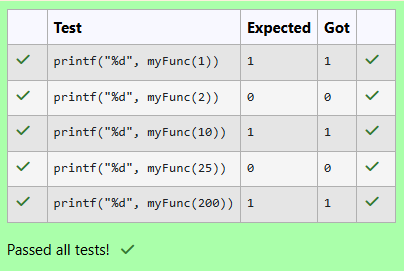 Test Expected Got
printf("%d", myFunc(1)) 1 1
printf("%d", myFunc(2)) 0 0
printf("%d", myFunc(10)) 1 1
printf("%d", myFunc(25)) 0 0
printf("%d", myFunc(200)) 1 1
Passed all tests!